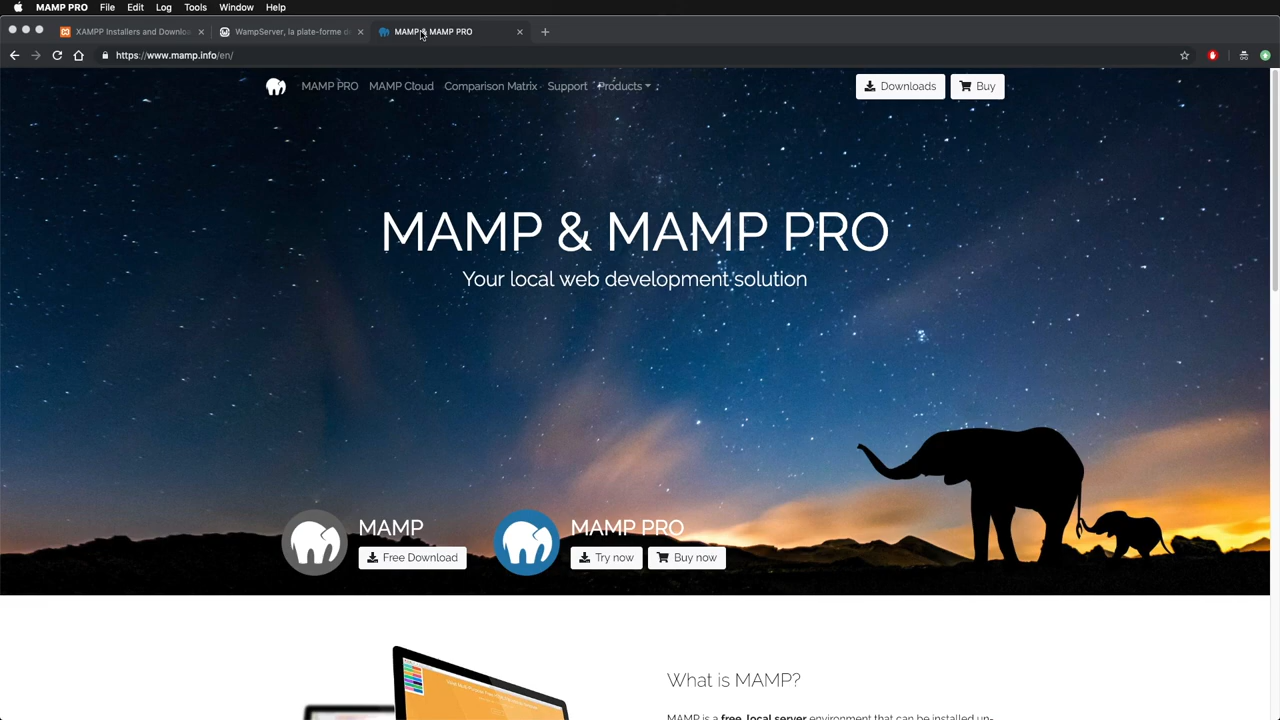 MAMP PRO File Edit Log Tools Window Help
XAMPP Installers and Downloa
WampServer, la plate-forme d
MAMP & MAMP PRO
https://www.mamp.info/en/
MAMP PRO MAMP Cloud Comparison Matrix Support Products
Downloads Buy
MAMP & MAMP PRO
Your local web development solution
MAMP
Free Download
MAMP PRO
Try now Buy now
What is MAMP?
MAMP is a free, local server environment that can be installed un-